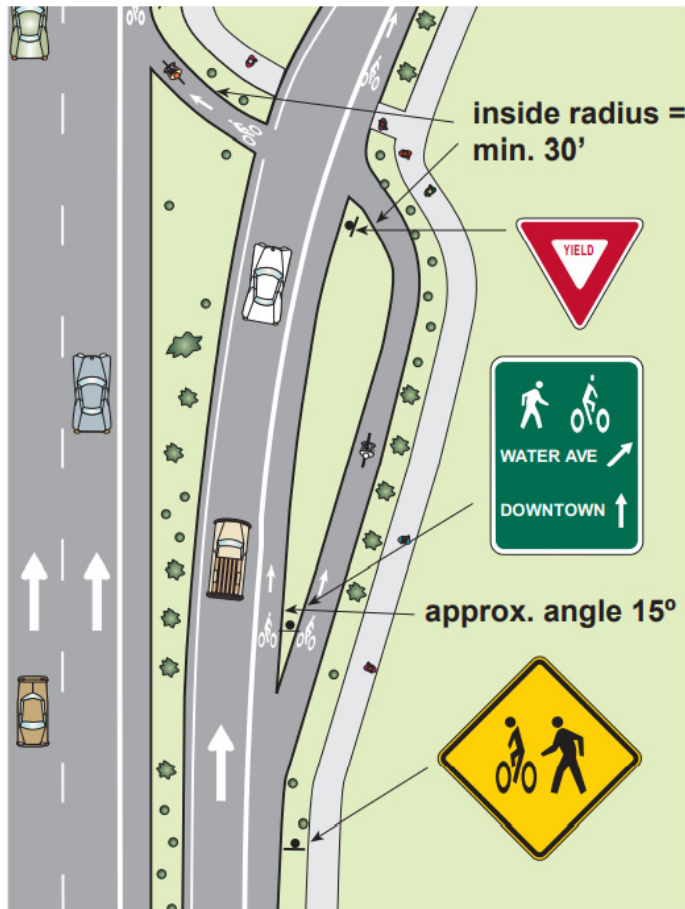 inside radius =
min. 30'
YIELD
WATER AVE
DOWNTOWN
approx. angle 15º